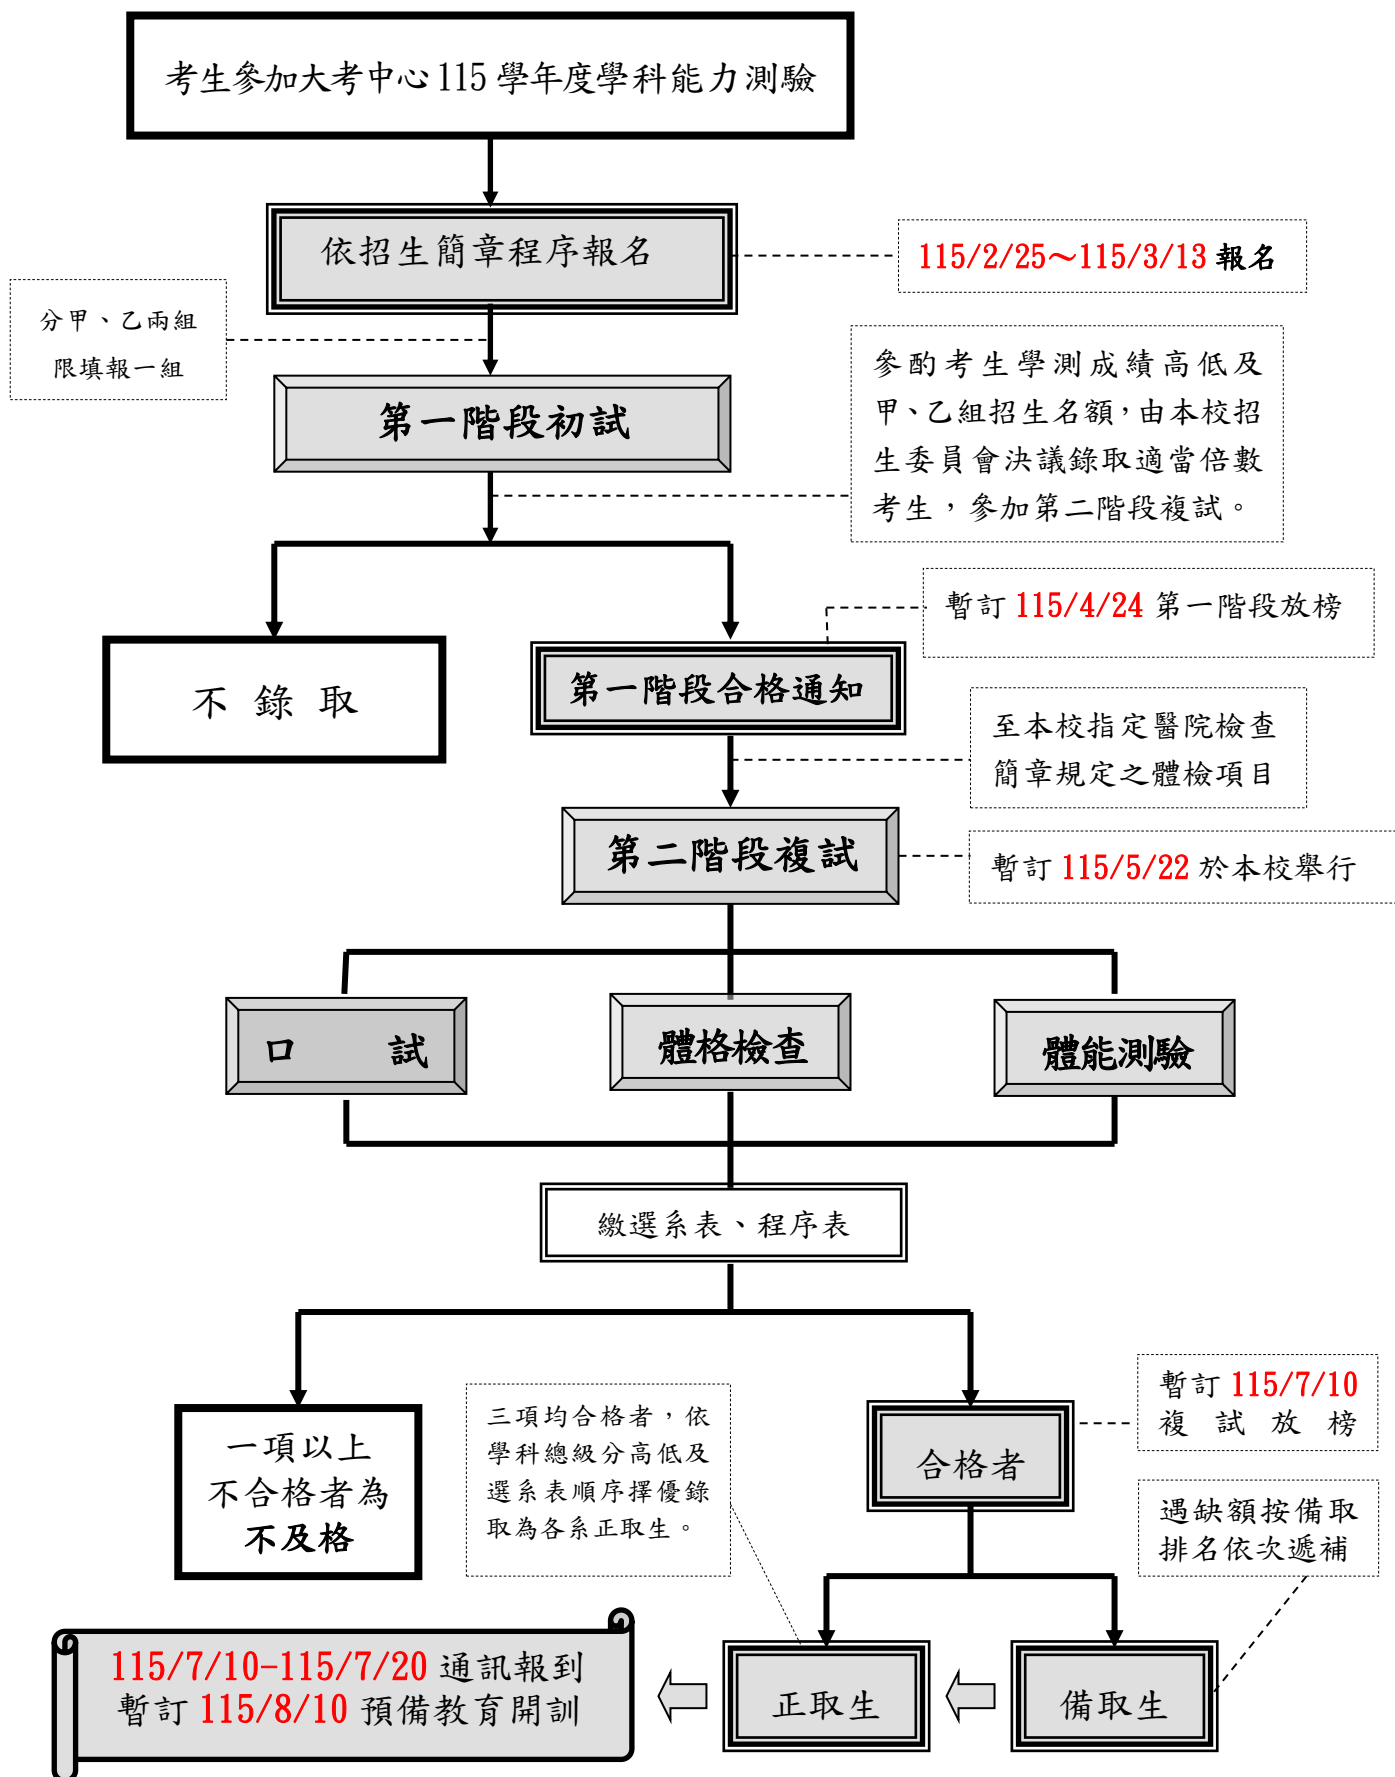 考生參加大考中心115學年度學科能力測驗
依招生簡章程序報名
115/2/25～115/3/13 報名
分甲、乙兩組
限填報一組
參酌考生學測成績高低及
甲、乙組招生名額，由本校招
生委員會決議錄取適當倍數
考生，參加第二階段複試。
第一階段初試
暫訂 115/4/24 第一階段放榜
不 錄 取
第一階段合格通知
至本校指定醫院檢查
簡章規定之體檢項目
第二階段複試
暫訂 115/5/22 於本校舉行
口 試
體格檢查
體能測驗
繳選系表、程序表
暫訂 115/7/10
複 試 放 榜
一項以上
不合格者為
不及格
三項均合格者，依
學科總級分高低及
選系表順序擇優錄
取為各系正取生。
合格者
遇缺額按備取
排名依次遞補
115/7/10-115/7/20 通訊報到
暫訂 115/8/10 預備教育開訓
正取生
備取生